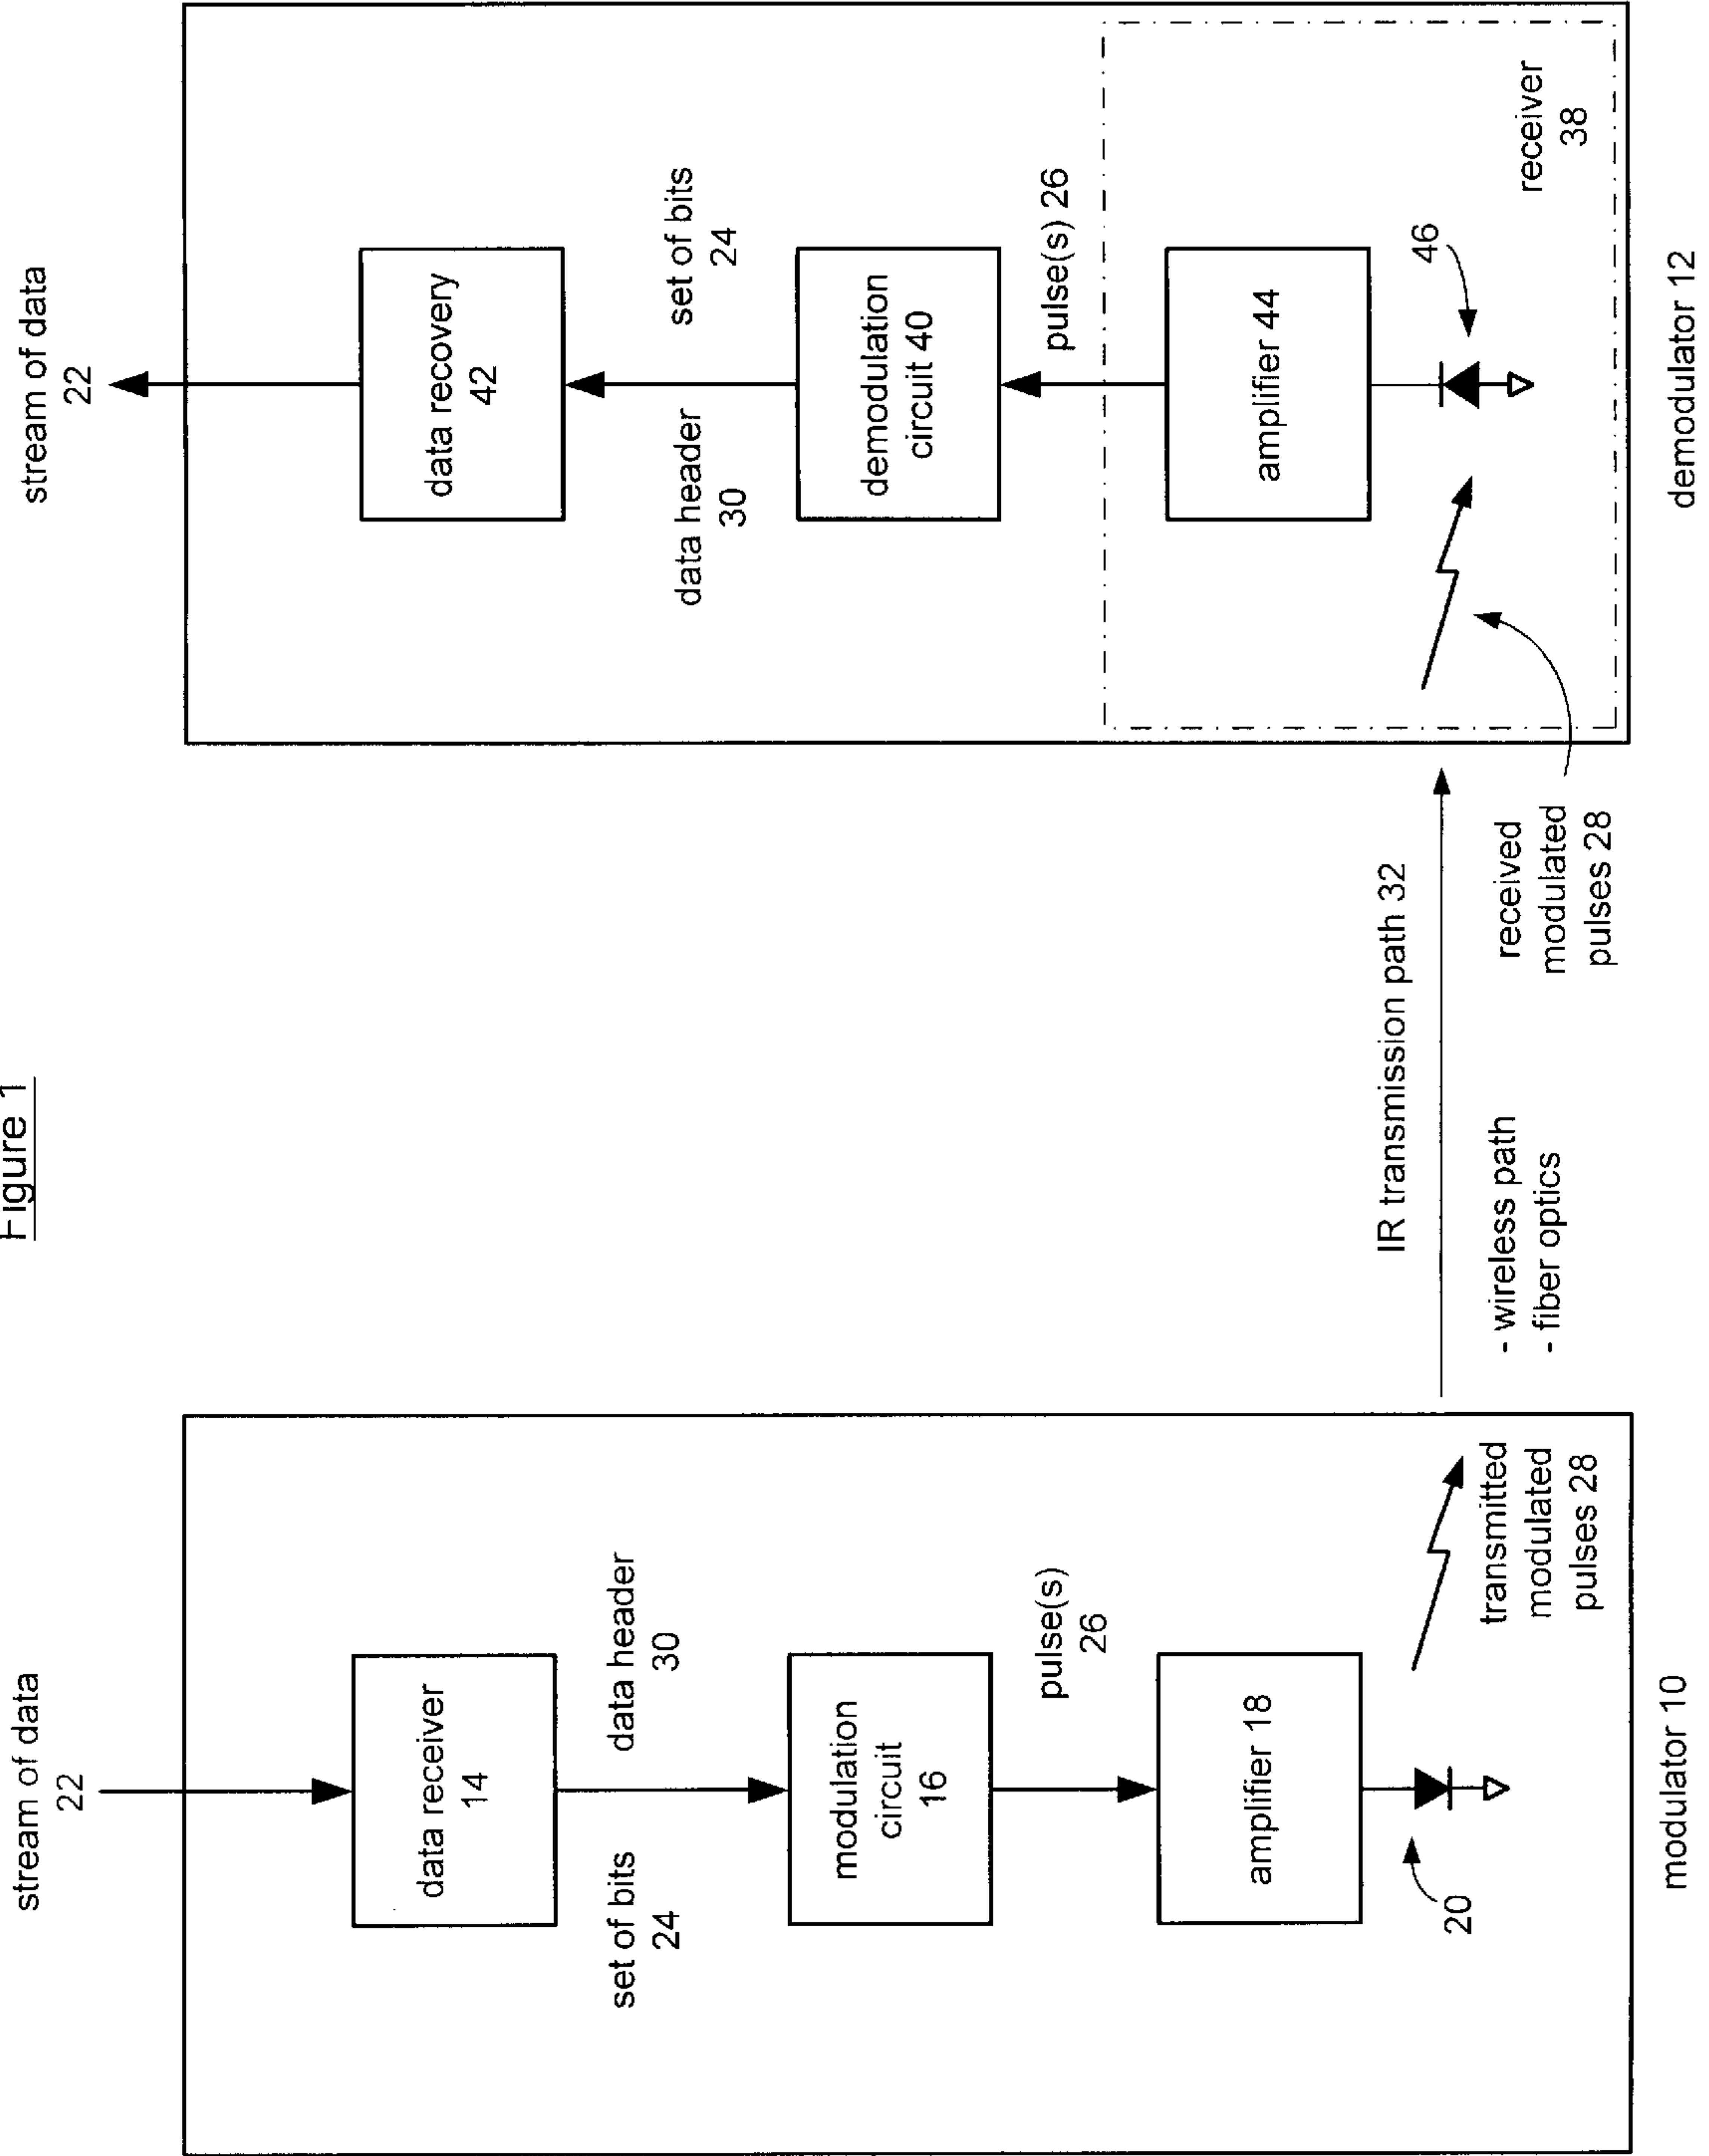 Figure 1
stream of data
22
data receiver
14
set of bits
24
data header
30
modulation
circuit
16
pulse(s)
26
amplifier 18
20
transmitted
modulated
pulses 28
modulator 10
IR transmission path 32
- wireless path
- fiber optics
received
modulated
pulses 28
stream of data
22
data recovery
42
data header
30
set of bits
24
demodulation
circuit 40
pulse(s) 26
amplifier 44
46
receiver
38
demodulator 12